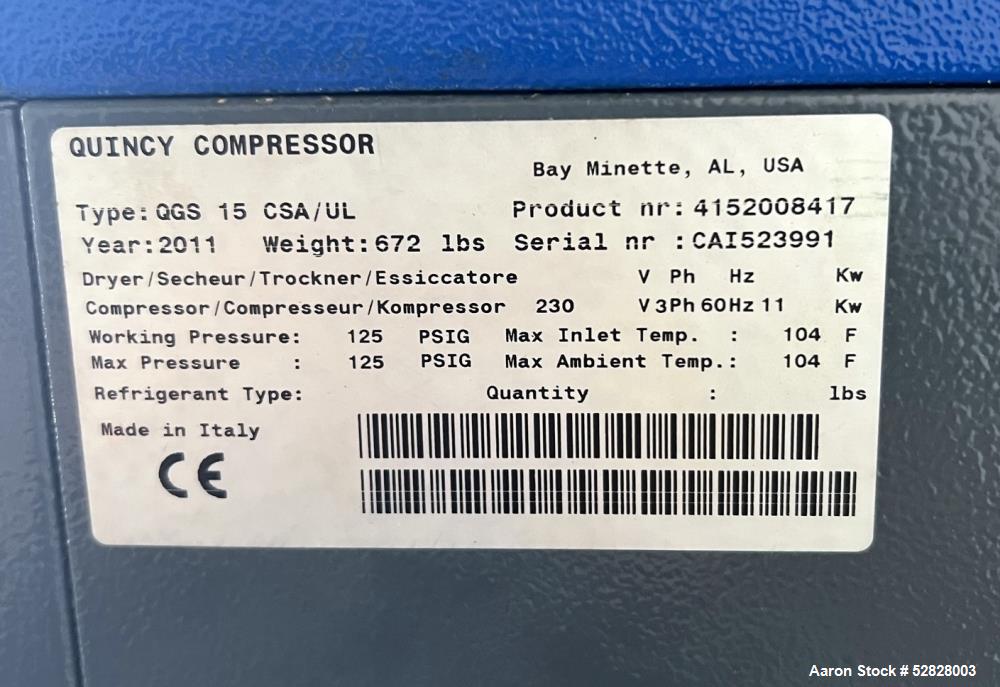 QUINCY COMPRESSOR
Bay Minette, AL, USA
Type: QGS 15 CSA/UL Product nr: 4152008417
Year: 2011 Weight: 672 lbs Serial nr : CAI523991
Dryer/Secheur/Trockner/Essiccatore V Ph Hz Kw
Compressor/Compresseur/Kompressor 230 V 3Ph 60Hz 11 Kw
Working Pressure: 125 PSIG Max Inlet Temp. : 104 F
Max Pressure : 125 PSIG Max Ambient Temp.: 104 F
Refrigerant Type: Quantity : lbs
Made in Italy
CE
Aaron Stock # 52828003